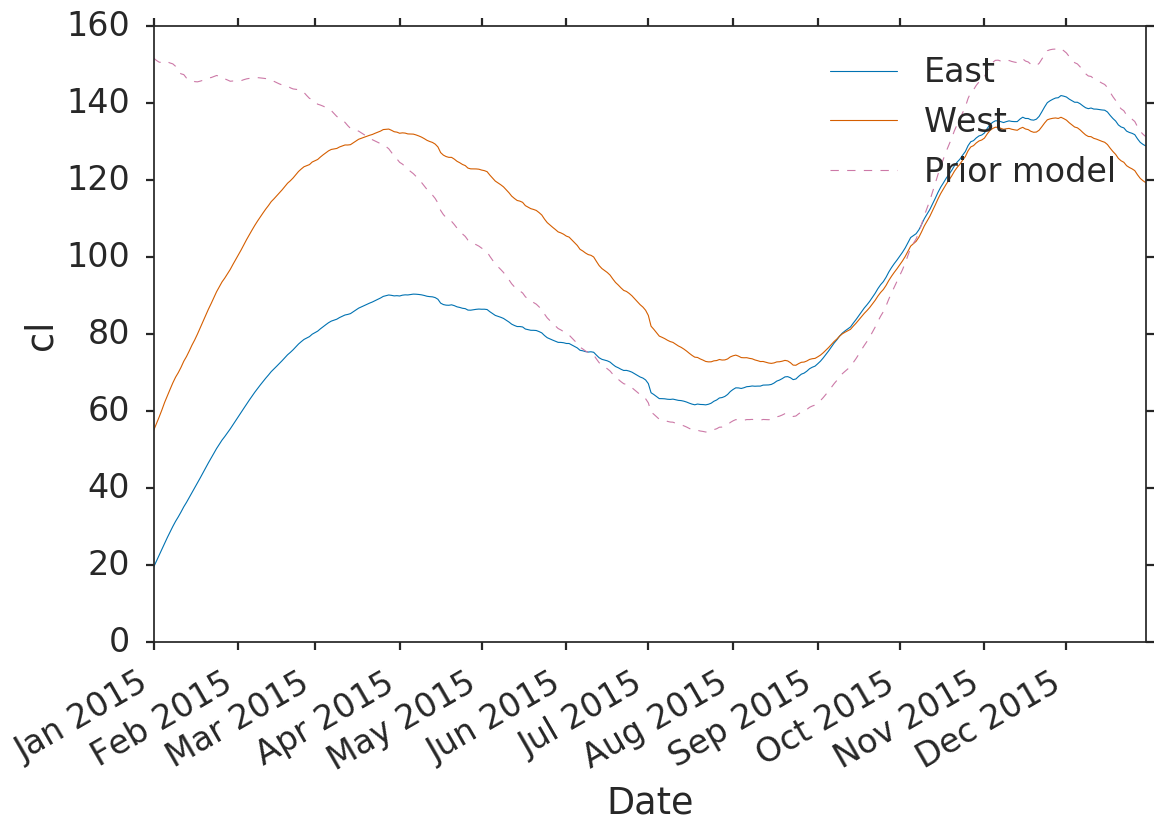 160
140
120
100
80
60
40
20
0
cl
East
West
Prior model
Jan 2015
Feb 2015
Mar 2015
Apr 2015
May 2015
Jun 2015
Jul 2015
Aug 2015
Sep 2015
Oct 2015
Nov 2015
Dec 2015
Date